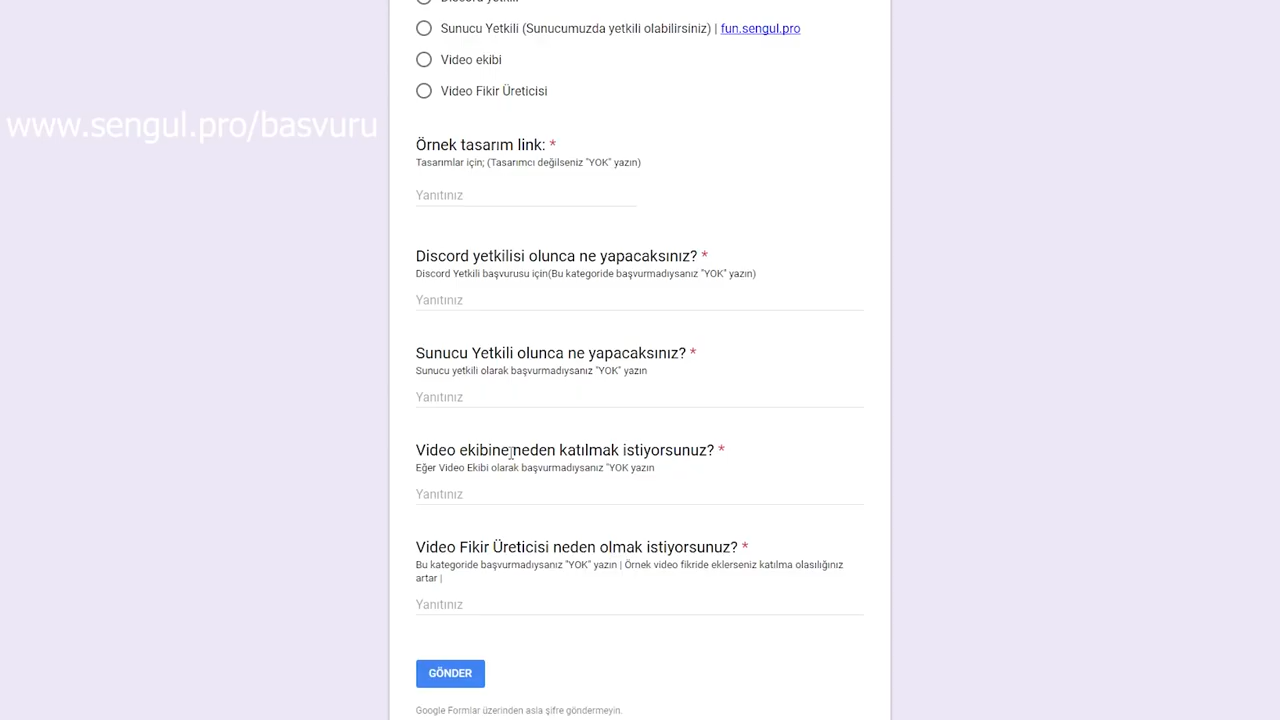 Sunucu Yetkili (Sunucumuzda yetkili olabilirsiniz) | fun.sengul.pro
Video ekibi
Video Fikir Üreticisi
www.sengul.pro/basvuru
Örnek tasarım link: *
Tasarımlar için; (Tasarımcı değilseniz "YOK" yazın)
Yanıtınız
Discord yetkilisi olunca ne yapacaksınız? *
Discord Yetkili başvurusu için(Bu kategoride başvurmadıysanız "YOK" yazın)
Yanıtınız
Sunucu Yetkili olunca ne yapacaksınız? *
Sunucu yetkili olarak başvurmadıysanız "YOK" yazın
Yanıtınız
Video ekibine neden katılmak istiyorsunuz? *
Eğer Video Ekibi olarak başvurmadıysanız "YOK yazın
Yanıtınız
Video Fikir Üreticisi neden olmak istiyorsunuz? *
Bu kategoride başvurmadıysanız "YOK" yazın | Örnek video fikride eklerseniz katılma olasılığınız
artar |
Yanıtınız
GÖNDER
Google Formlar üzerinden asla şifre göndermeyin.